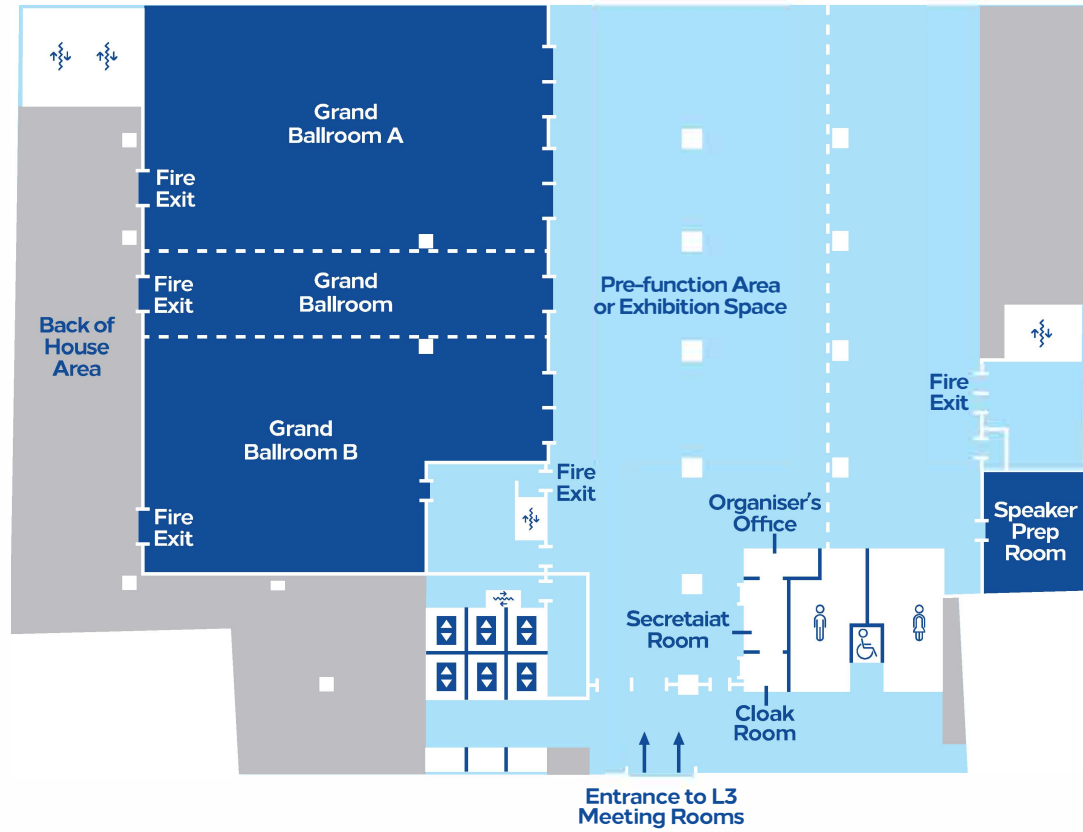 Grand
Ballroom A
Fire
Exit
Grand
Ballroom
Fire
Exit
Pre-function Area
or Exhibition Space
Back of
House
Area
Fire
Exit
Grand
Ballroom B
Fire
Exit
Organiser's
Office
Speaker
Prep
Room
Fire
Exit
Secretaiat
Room
Cloak
Room
Entrance to L3
Meeting Rooms